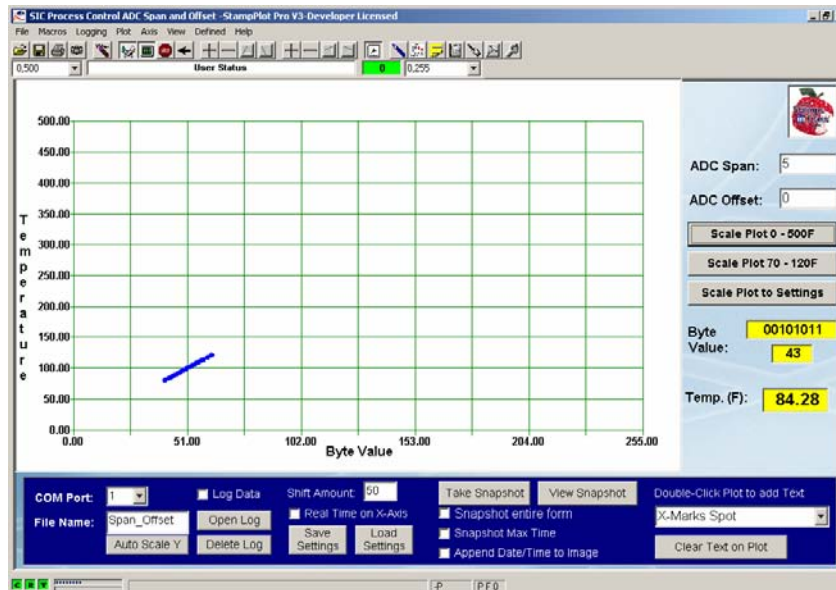 SIC Process Control ADC Span and Offset -StampPlot Pro V3-Developer Licensed
File Macros Logging Plot Axis View Defined Help
0,500 User Status 0 0,255
500.00
450.00
400.00
350.00
300.00
250.00
200.00
150.00
100.00
50.00
0.00
Temperature
0.00 51.00 102.00 153.00 204.00 255.00
Byte Value
ADC Span: 5
ADC Offset: 0
Scale Plot 0 - 500F
Scale Plot 70 - 120F
Scale Plot to Settings
Byte Value: 00101011
43
Temp. (F): 84.28
COM Port: 1
File Name: Span_Offset
Auto Scale Y
Log Data
Open Log
Delete Log
Shift Amount: 50
Real Time on X-Axis
Save Settings
Load Settings
Take Snapshot
View Snapshot
Snapshot entire form
Snapshot Max Time
Append Date/Time to Image
Double-Click Plot to add Text
X-Marks Spot
Clear Text on Plot
C R T
-P P F 0